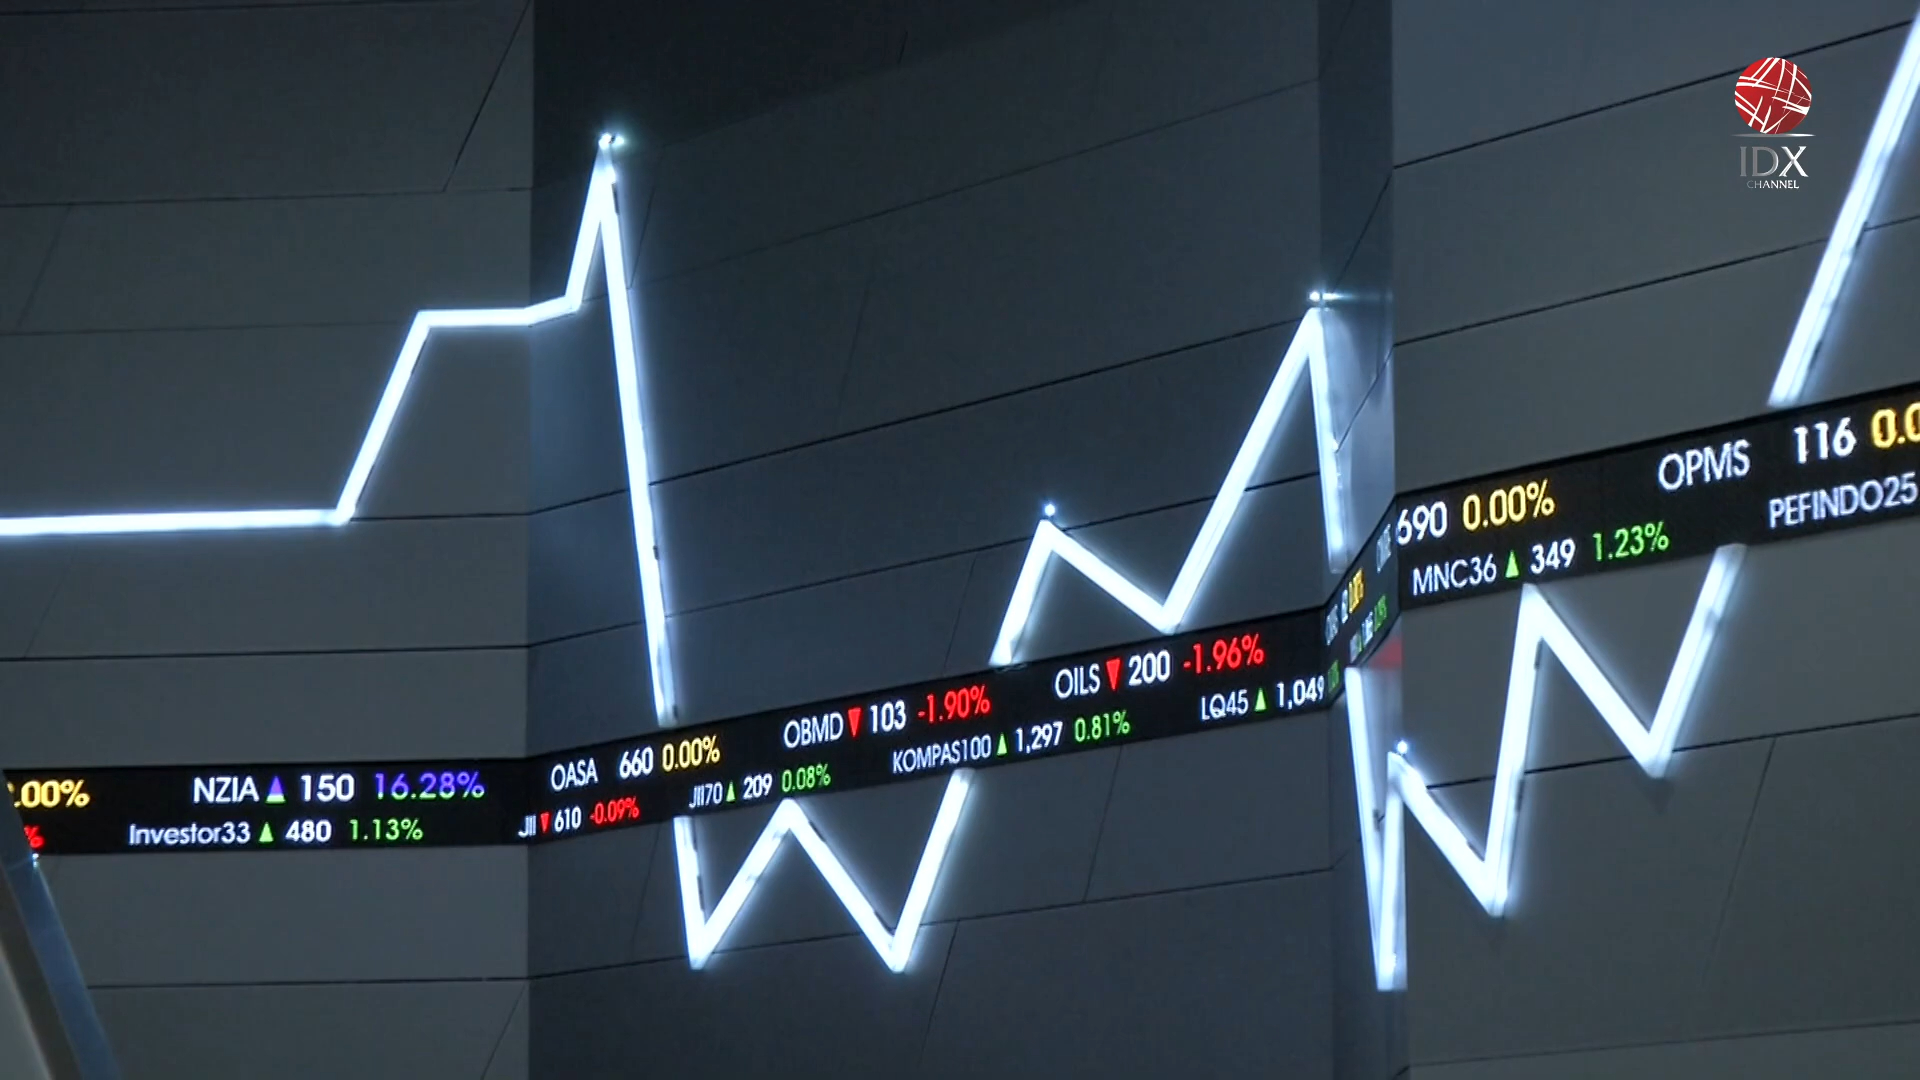 IDX
CHANNEL
.00% NZIA ▲ 150 16.28% OASA 660 0.00% OBMD ▼ 103 -1.90% OILS ▼ 200 -1.96%
% Investor33 ▲ 480 1.13% JII ▼ 610 -0.09% JII70 ▲ 209 0.08% KOMPAS100 ▲ 1,297 0.81% LQ45 ▲ 1,049
690 0.00% OPMS 116 0.0
MNC36 ▲ 349 1.23% PEFINDO25